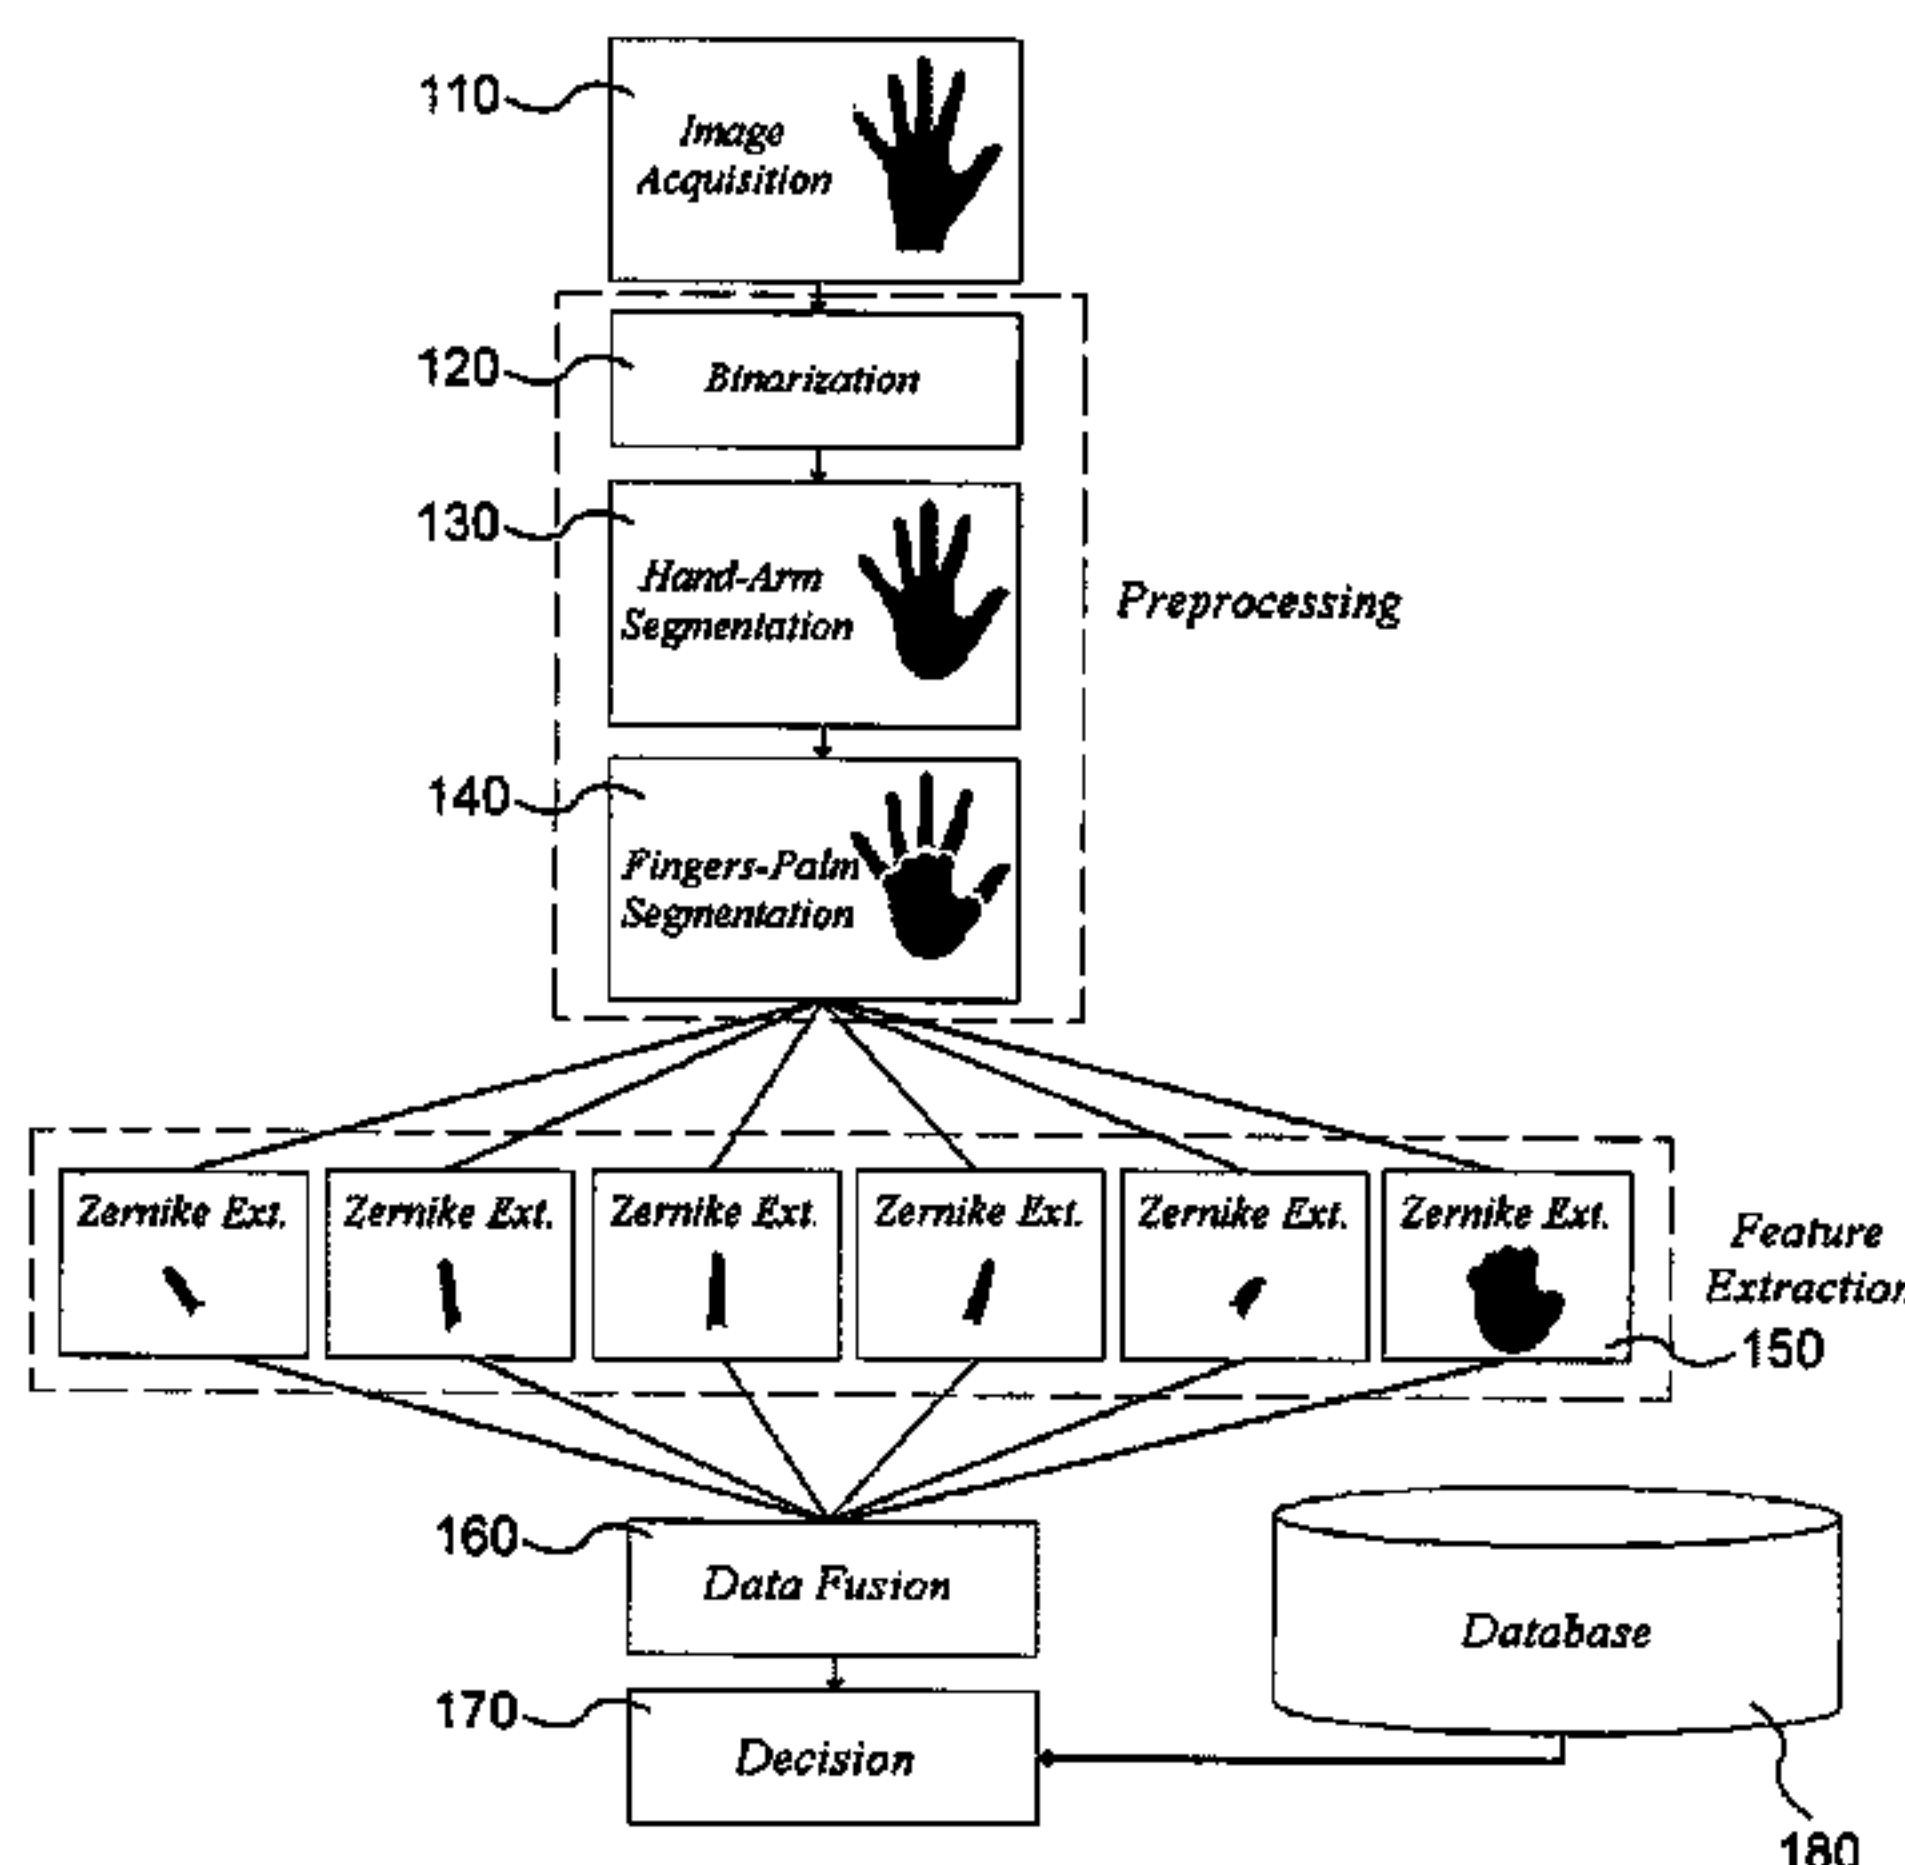 110
Image
Acquisition
120
Binarization
130
Hand-Arm
Segmentation
Preprocessing
140
Fingers-Palm
Segmentation
Zernike Ext.
Zernike Ext.
Zernike Ext.
Zernike Ext.
Zernike Ext.
Zernike Ext.
Feature
Extraction
150
160
Data Fusion
Database
170
Decision
180